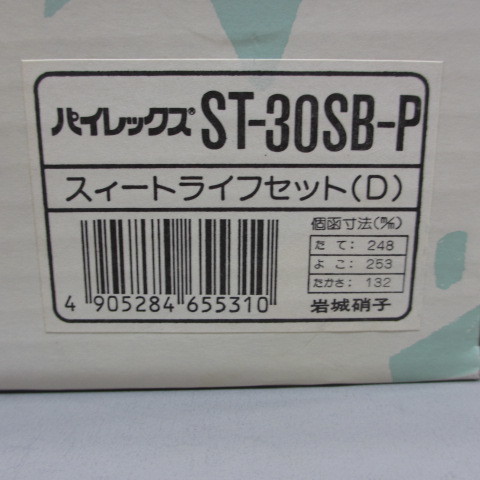 パイレックス® ST-30SB-P
スィートライフセット(D)
個函寸法(㎜)
たて: 248
よこ: 253
たかさ: 132
4 905284 655310
岩城硝子